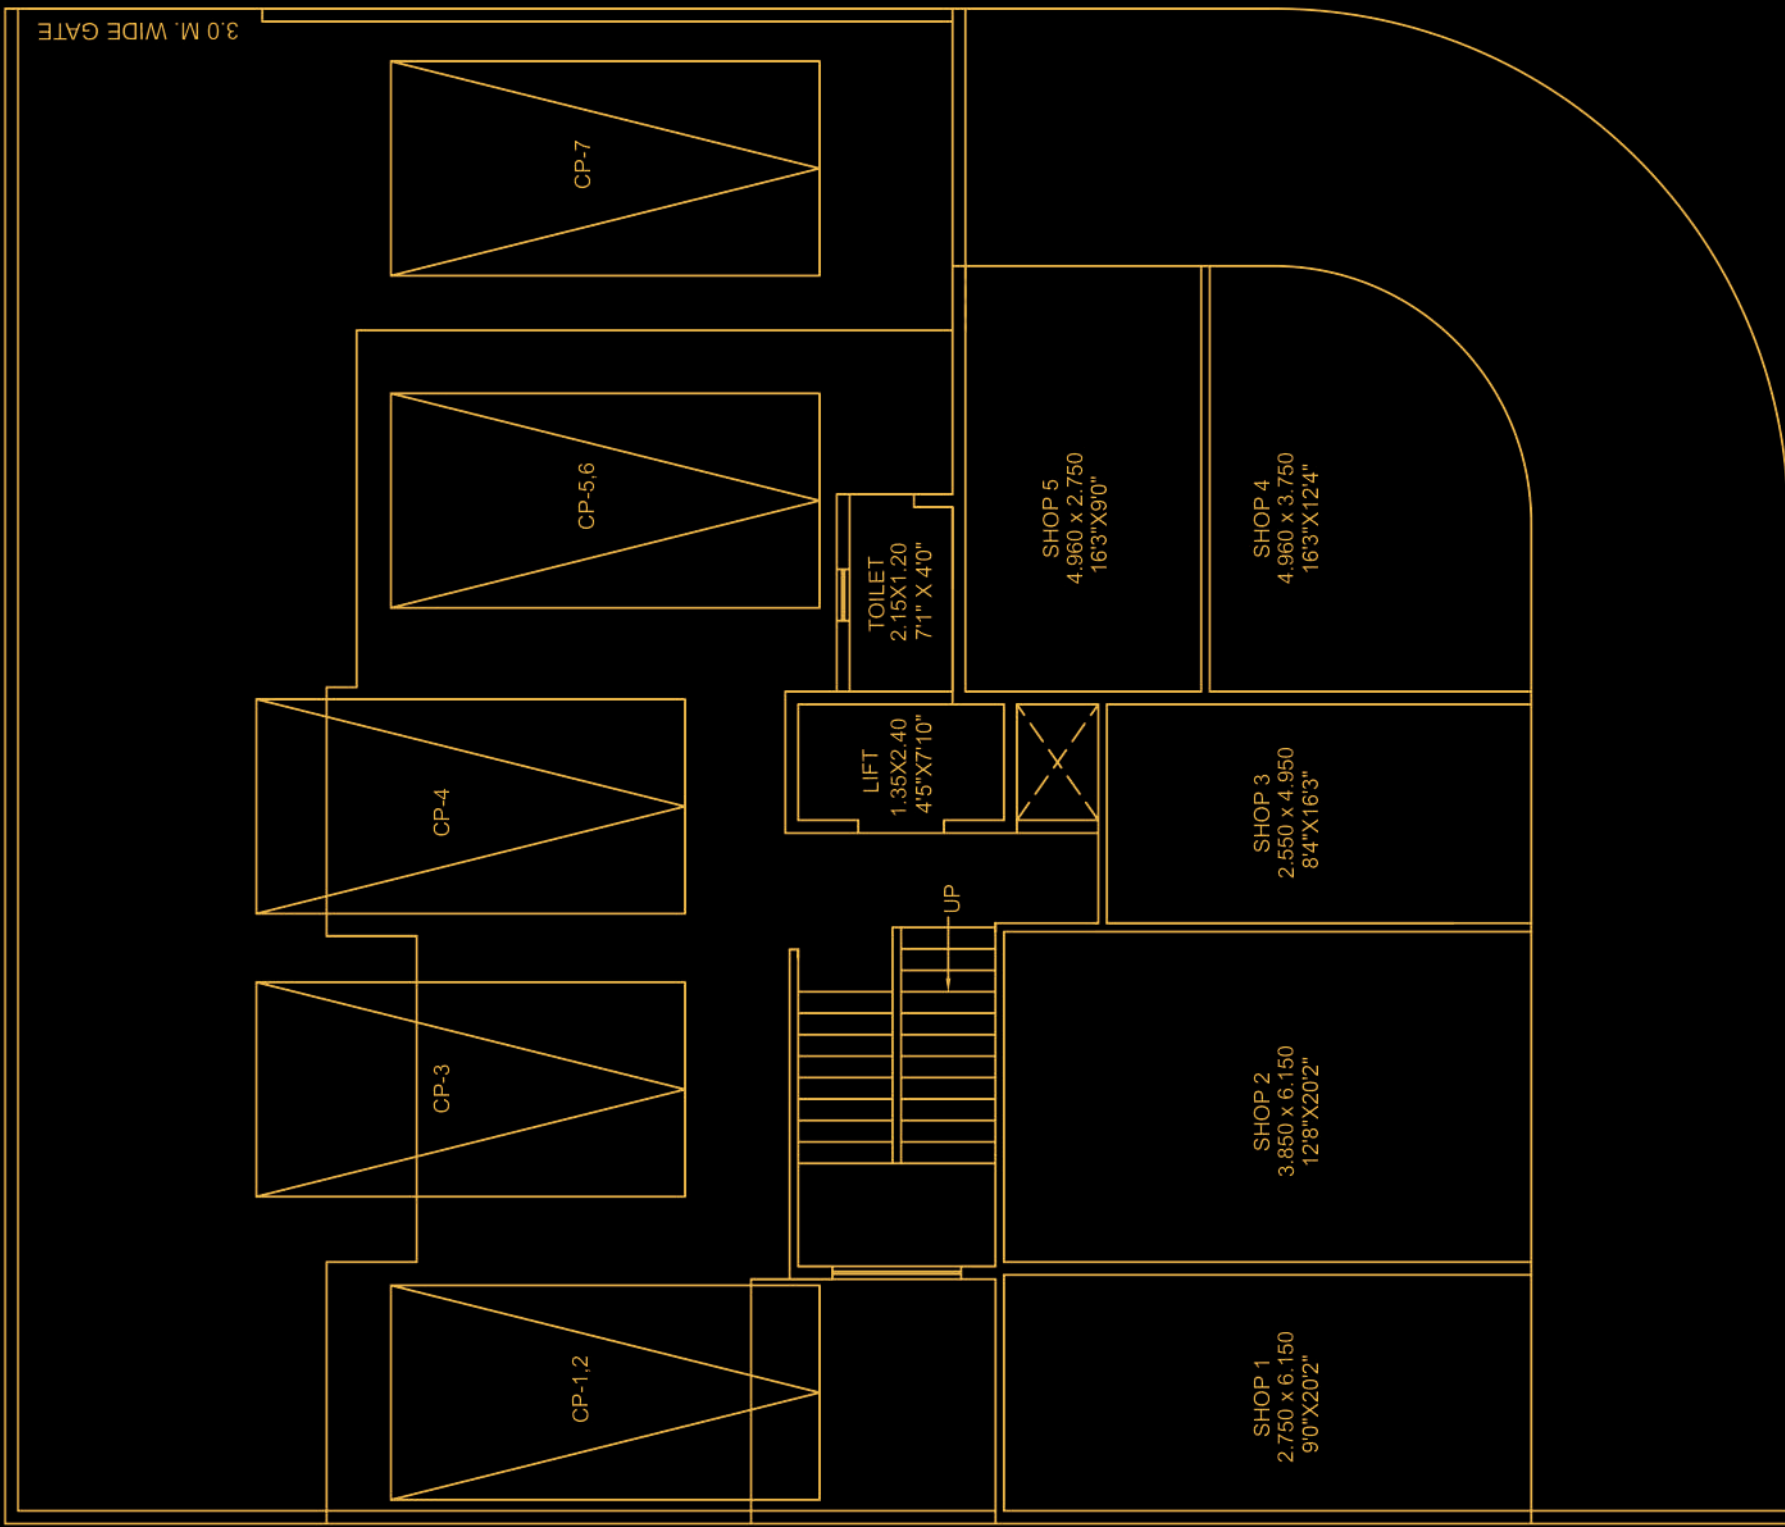 3.0 M. WIDE GATE
CP-7
CP-5,6
CP-4
CP-3
CP-1,2
TOILET
2.15X1.20
7'1" X 4'0"
LIFT
1.35X2.40
4'5"X7'10"
UP
SHOP 5
4.960 x 2.750
16'3"X9'0"
SHOP 4
4.960 x 3.750
16'3"X12'4"
SHOP 3
2.550 x 4.950
8'4"X16'3"
SHOP 2
3.850 x 6.150
12'8"X20'2"
SHOP 1
2.750 x 6.150
9'0"X20'2"